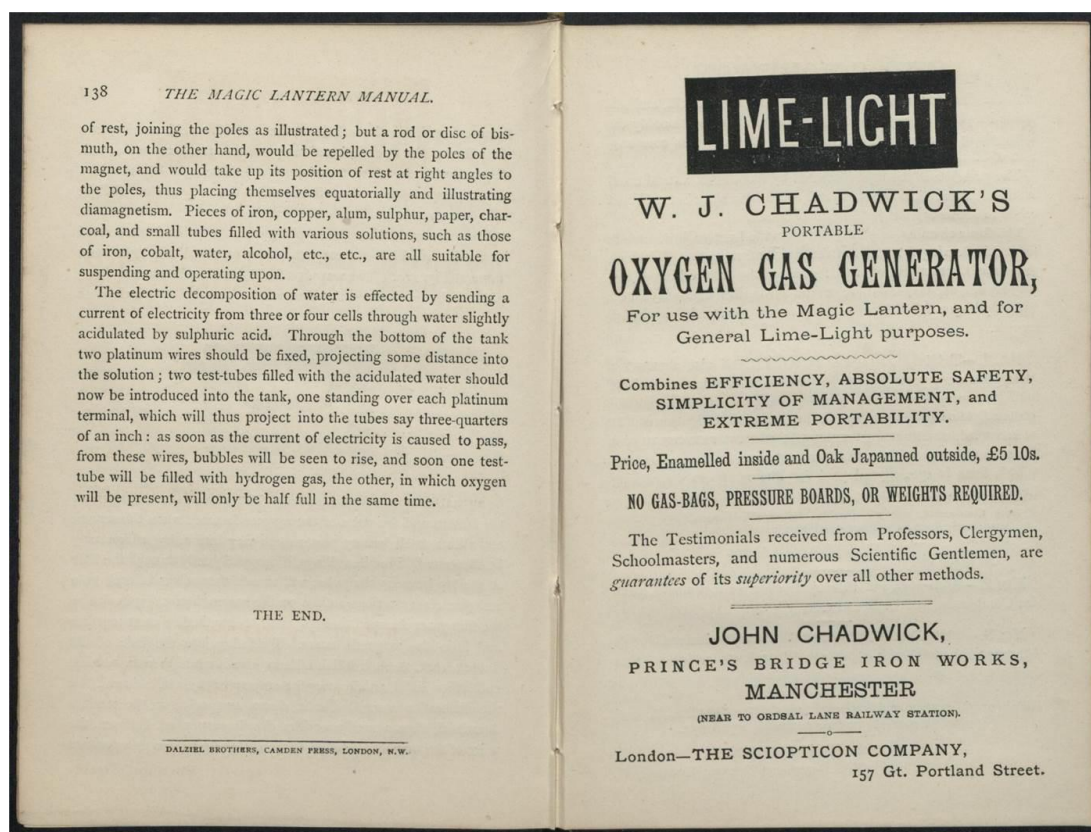 138 THE MAGIC LANTERN MANUAL.
of rest, joining the poles as illustrated; but a rod or disc of bis-
muth, on the other hand, would be repelled by the poles of the
magnet, and would take up its position of rest at right angles to
the poles, thus placing themselves equatorially and illustrating
diamagnetism. Pieces of iron, copper, alum, sulphur, paper, char-
coal, and small tubes filled with various solutions, such as those
of iron, cobalt, water, alcohol, etc., etc., are all suitable for
suspending and operating upon.
The electric decomposition of water is effected by sending a
current of electricity from three or four cells through water slightly
acidulated by sulphuric acid. Through the bottom of the tank
two platinum wires should be fixed, projecting some distance into
the solution; two test-tubes filled with the acidulated water should
now be introduced into the tank, one standing over each platinum
terminal, which will thus project into the tubes say three-quarters
of an inch: as soon as the current of electricity is caused to pass,
from these wires, bubbles will be seen to rise, and soon one test-
tube will be filled with hydrogen gas, the other, in which oxygen
will be present, will only be half full in the same time.
THE END.
DALZIEL BROTHERS, CAMDEN PRESS, LONDON, N.W.
LIME-LIGHT
W. J. CHADWICK'S
PORTABLE
OXYGEN GAS GENERATOR,
For use with the Magic Lantern, and for
General Lime-Light purposes.
Combines EFFICIENCY, ABSOLUTE SAFETY,
SIMPLICITY OF MANAGEMENT, and
EXTREME PORTABILITY.
Price, Enamelled inside and Oak Japanned outside, £5 10s.
NO GAS-BAGS, PRESSURE BOARDS, OR WEIGHTS REQUIRED.
The Testimonials received from Professors, Clergymen,
Schoolmasters, and numerous Scientific Gentlemen, are
guarantees of its superiority over all other methods.
JOHN CHADWICK,
PRINCE'S BRIDGE IRON WORKS,
MANCHESTER
(NEAR TO ORDSAL LANE RAILWAY STATION).
London—THE SCIOPTICON COMPANY,
157 Gt. Portland Street.